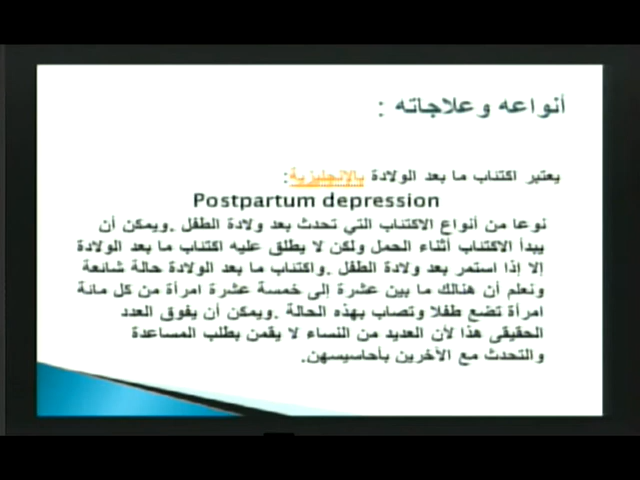 أنواعه وعلاجاته :
يعتبر اكتئاب ما بعد الولادة بالإنجليزية:
Postpartum depression
نوعا من أنواع الاكتئاب التي تحدث بعد ولادة الطفل .ويمكن أن
يبدأ الاكتئاب أثناء الحمل ولكن لا يطلق عليه اكتئاب ما بعد الولادة
إلا إذا استمر بعد ولادة الطفل .واكتئاب ما بعد الولادة حالة شائعة
ونعلم أن هنالك ما بين عشرة إلى خمسة عشرة امرأة من كل مائة
امرأة تضع طفلا وتصاب بهذه الحالة .ويمكن أن يفوق العدد
الحقيقى هذا لأن العديد من النساء لا يقمن بطلب المساعدة
والتحدث مع الآخرين بأحاسيسهن.